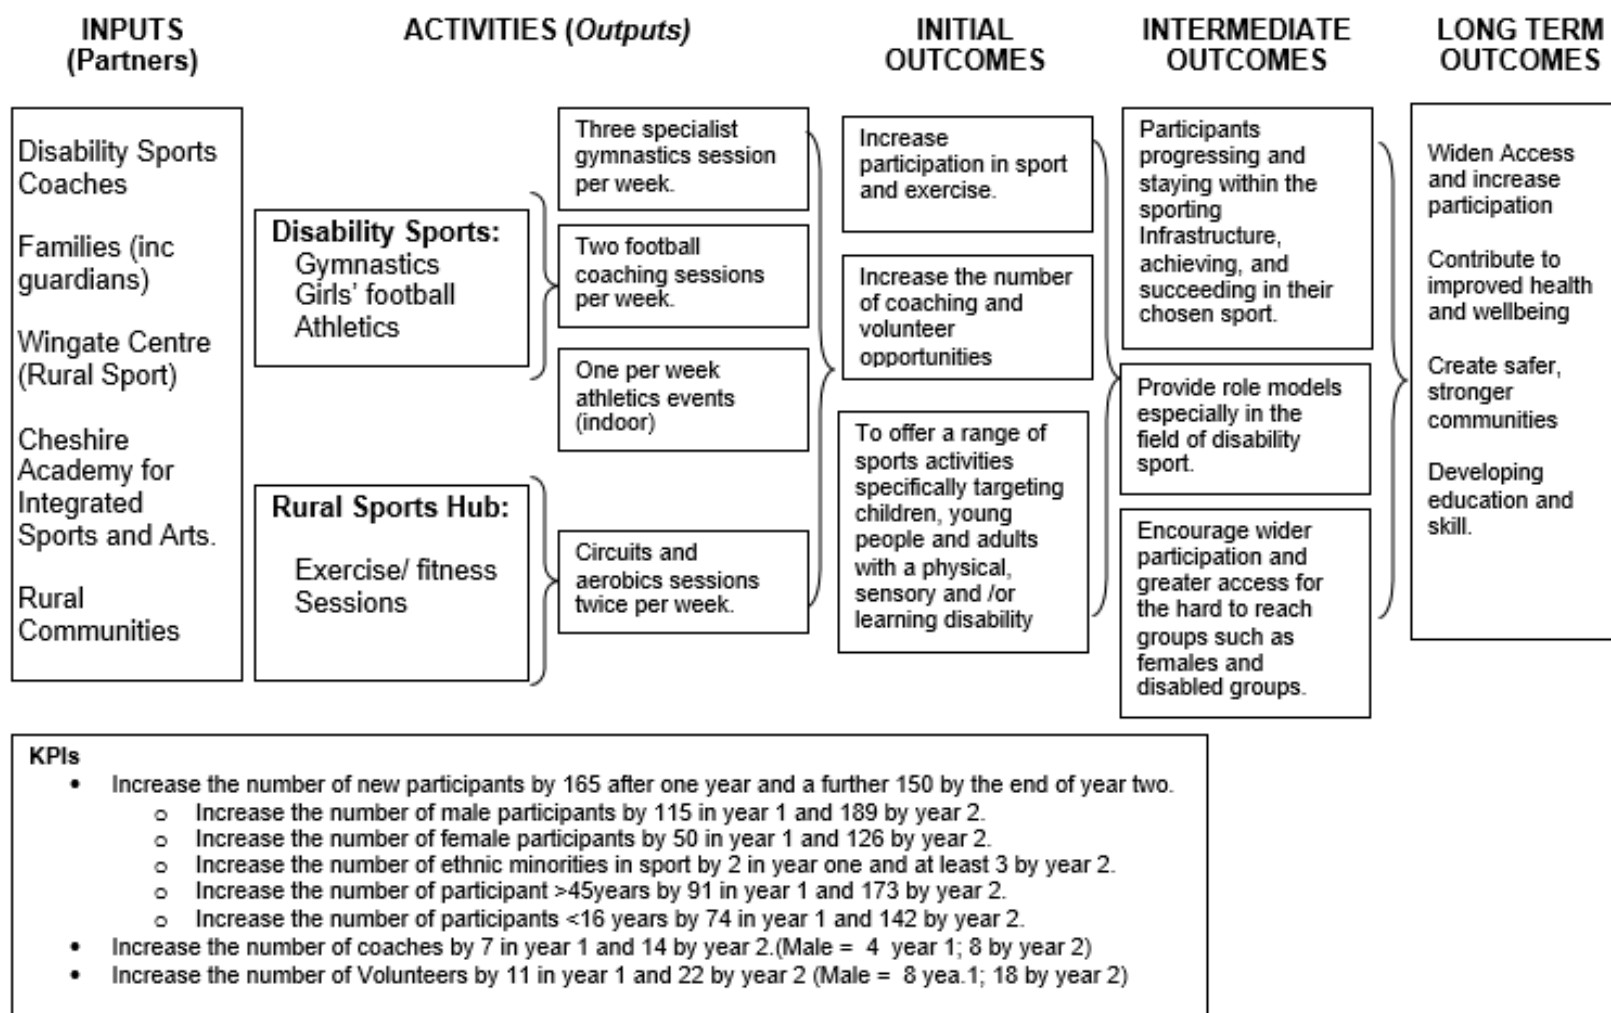 INPUTS
(Partners)
ACTIVITIES (Outputs)
INITIAL
OUTCOMES
INTERMEDIATE
OUTCOMES
LONG TERM
OUTCOMES
Disability Sports
Coaches
Families (inc
guardians)
Wingate Centre
(Rural Sport)
Cheshire
Academy for
Integrated
Sports and Arts.
Rural
Communities
Disability Sports:
Gymnastics
Girls' football
Athletics
Rural Sports Hub:
Exercise/ fitness
Sessions
Three specialist
gymnastics session
per week.
Two football
coaching sessions
per week.
One per week
athletics events
(indoor)
Circuits and
aerobics sessions
twice per week.
Increase
participation in sport
and exercise.
Increase the number
of coaching and
volunteer
opportunities
To offer a range of
sports activities
specifically targeting
children, young
people and adults
with a physical,
sensory and /or
learning disability
Participants
progressing and
staying within the
sporting
Infrastructure,
achieving, and
succeeding in their
chosen sport.
Provide role models
especially in the
field of disability
sport.
Encourage wider
participation and
greater access for
the hard to reach
groups such as
females and
disabled groups.
Widen Access
and increase
participation
Contribute to
improved health
and wellbeing
Create safer,
stronger
communities
Developing
education and
skill.
KPIs
• Increase the number of new participants by 165 after one year and a further 150 by the end of year two.
o Increase the number of male participants by 115 in year 1 and 189 by year 2.
o Increase the number of female participants by 50 in year 1 and 126 by year 2.
o Increase the number of ethnic minorities in sport by 2 in year one and at least 3 by year 2.
o Increase the number of participant >45years by 91 in year 1 and 173 by year 2.
o Increase the number of participants <16 years by 74 in year 1 and 142 by year 2.
• Increase the number of coaches by 7 in year 1 and 14 by year 2.(Male = 4 year 1; 8 by year 2)
• Increase the number of Volunteers by 11 in year 1 and 22 by year 2 (Male = 8 yea.1; 18 by year 2)